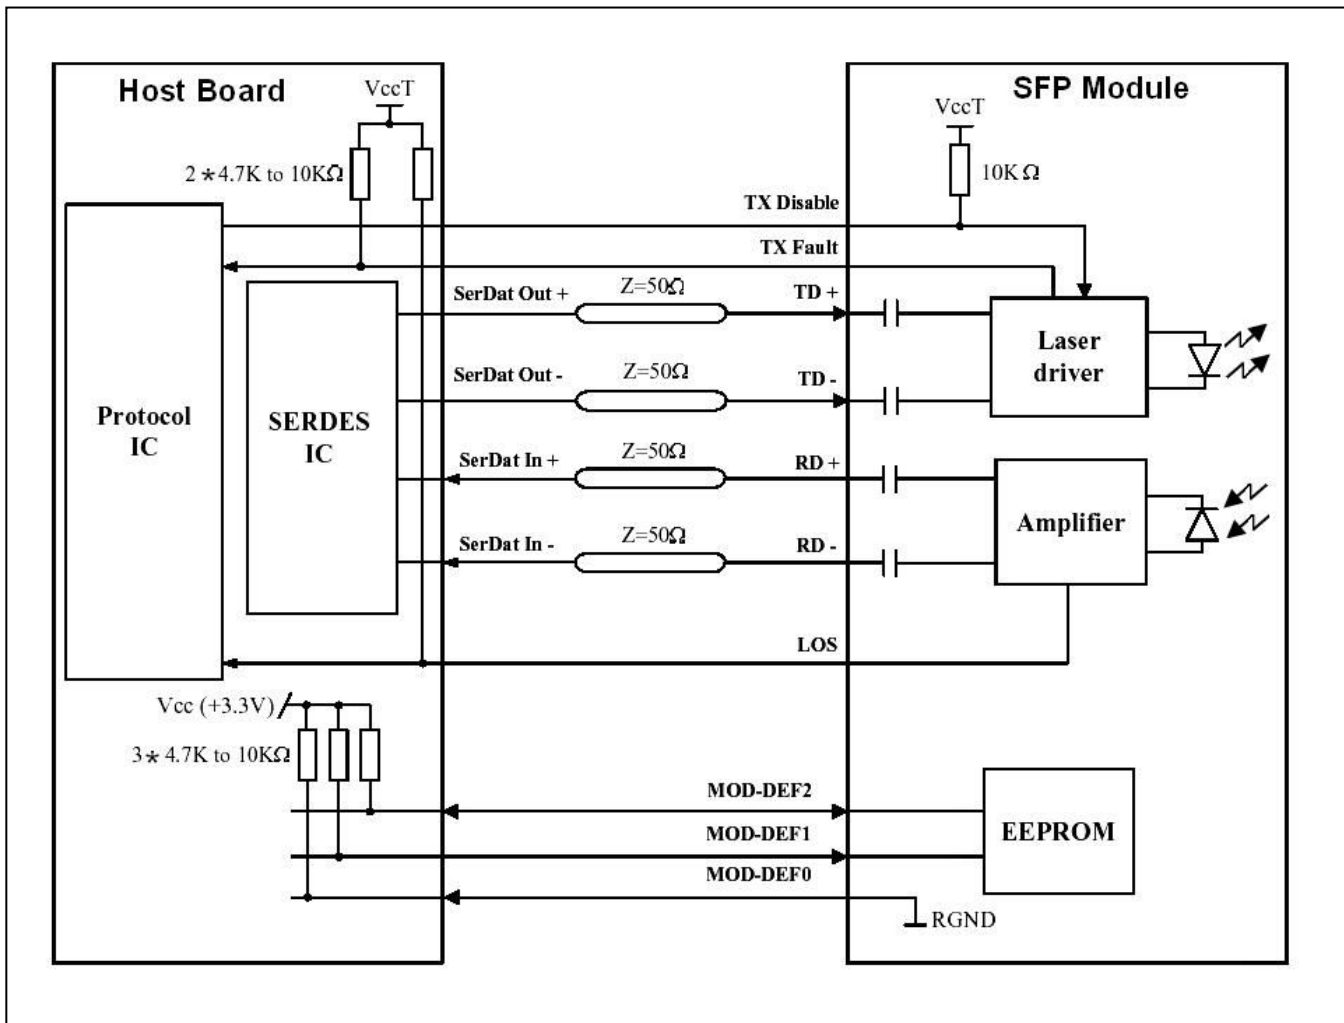 Host Board
SFP Module
VccT
VccT
2*4.7K to 10KΩ
10KΩ
TX Disable
TX Fault
SerDat Out +
Z=50Ω
TD +
Laser driver
SerDat Out -
Z=50Ω
TD -
Protocol IC
SERDES IC
SerDat In +
Z=50Ω
RD +
Amplifier
SerDat In -
Z=50Ω
RD -
LOS
Vcc (+3.3V)
3* 4.7K to 10KΩ
MOD-DEF2
MOD-DEF1
EEPROM
MOD-DEF0
RGND